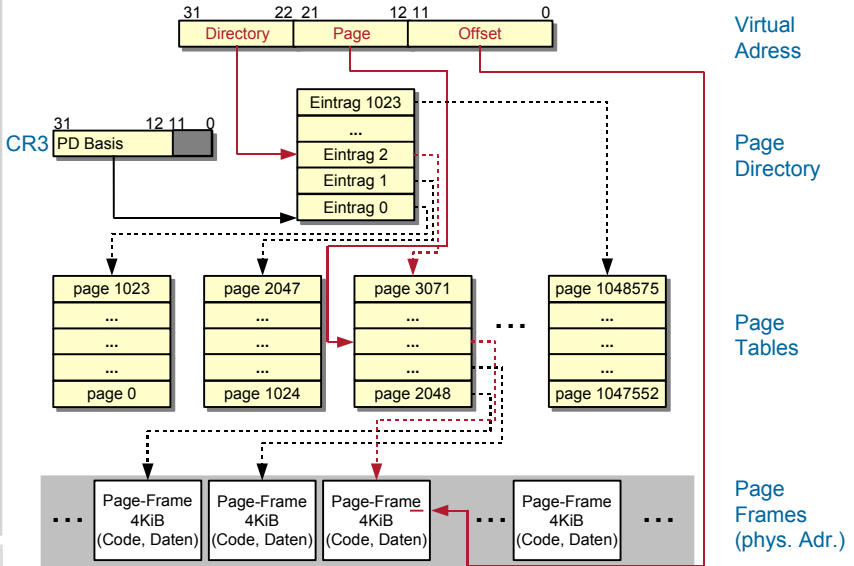 31 22 21 12 11 0
Directory Page Offset
Virtual
Adress
31 12 11 0
CR3 PD Basis
Eintrag 1023
...
Eintrag 2
Eintrag 1
Eintrag 0
Page
Directory
page 1023
...
...
...
page 0
page 2047
...
...
...
page 1024
page 3071
...
...
...
page 2048
...
page 1048575
...
...
...
page 1047552
Page
Tables
...
Page-Frame
4KiB
(Code, Daten)
Page-Frame
4KiB
(Code, Daten)
Page-Frame
4KiB
(Code, Daten)
...
Page-Frame
4KiB
(Code, Daten)
...
Page
Frames
(phys. Adr.)